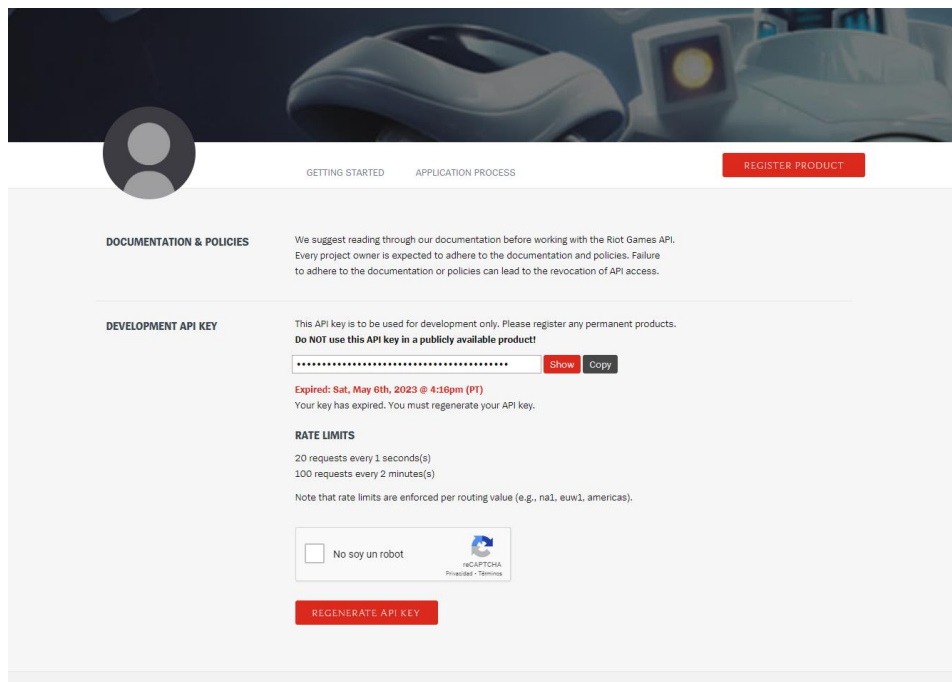 GETTING STARTED APPLICATION PROCESS REGISTER PRODUCT
DOCUMENTATION & POLICIES
We suggest reading through our documentation before working with the Riot Games API.
Every project owner is expected to adhere to the documentation and policies. Failure
to adhere to the documentation or policies can lead to the revocation of API access.
DEVELOPMENT API KEY
This API key is to be used for development only. Please register any permanent products.
Do NOT use this API key in a publicly available product!
Show Copy
Expired: Sat, May 6th, 2023 @ 4:16pm (PT)
Your key has expired. You must regenerate your API key.
RATE LIMITS
20 requests every 1 seconds(s)
100 requests every 2 minutes(s)
Note that rate limits are enforced per routing value (e.g., na1, euw1, americas).
No soy un robot
reCAPTCHA
Privacidad - Términos
REGENERATE API KEY